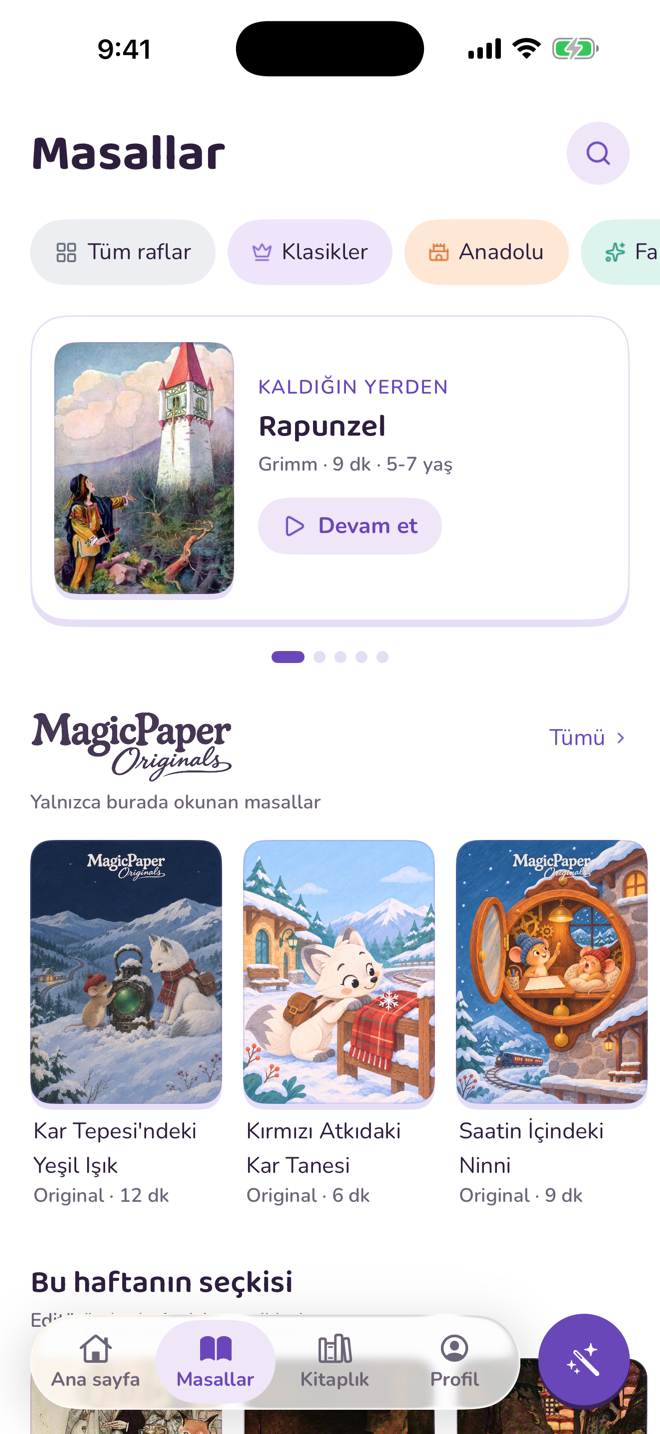 9:41
Masallar
Tüm raflar
Klasikler
Anadolu
Fa
KALDIĞIN YERDEN
Rapunzel
Grimm · 9 dk · 5-7 yaş
Devam et
MagicPaper
Originals
Tümü
Yalnızca burada okunan masallar
MagicPaper
Originals
MagicPaper
Originals
Kar Tepesi'ndeki
Yeşil Işık
Original · 12 dk
Kırmızı Atkıdaki
Kar Tanesi
Original · 6 dk
Saatin İçindeki
Ninni
Original · 9 dk
Bu haftanın seçkisi
Ana sayfa
Masallar
Kitaplık
Profil